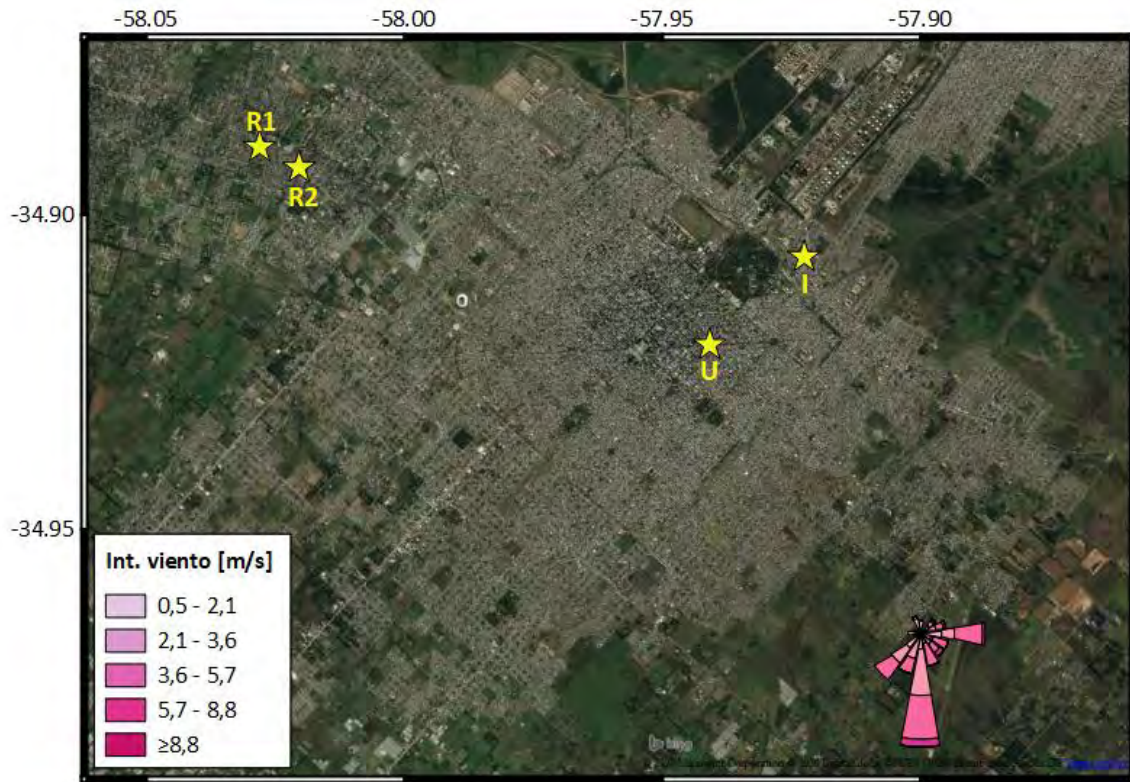 -58.05 -58.00 -57.95 -57.90
R1
R2
-34.90
I
U
-34.95
Int. viento [m/s]
0,5 - 2,1
2,1 - 3,6
3,6 - 5,7
5,7 - 8,8
≥8,8